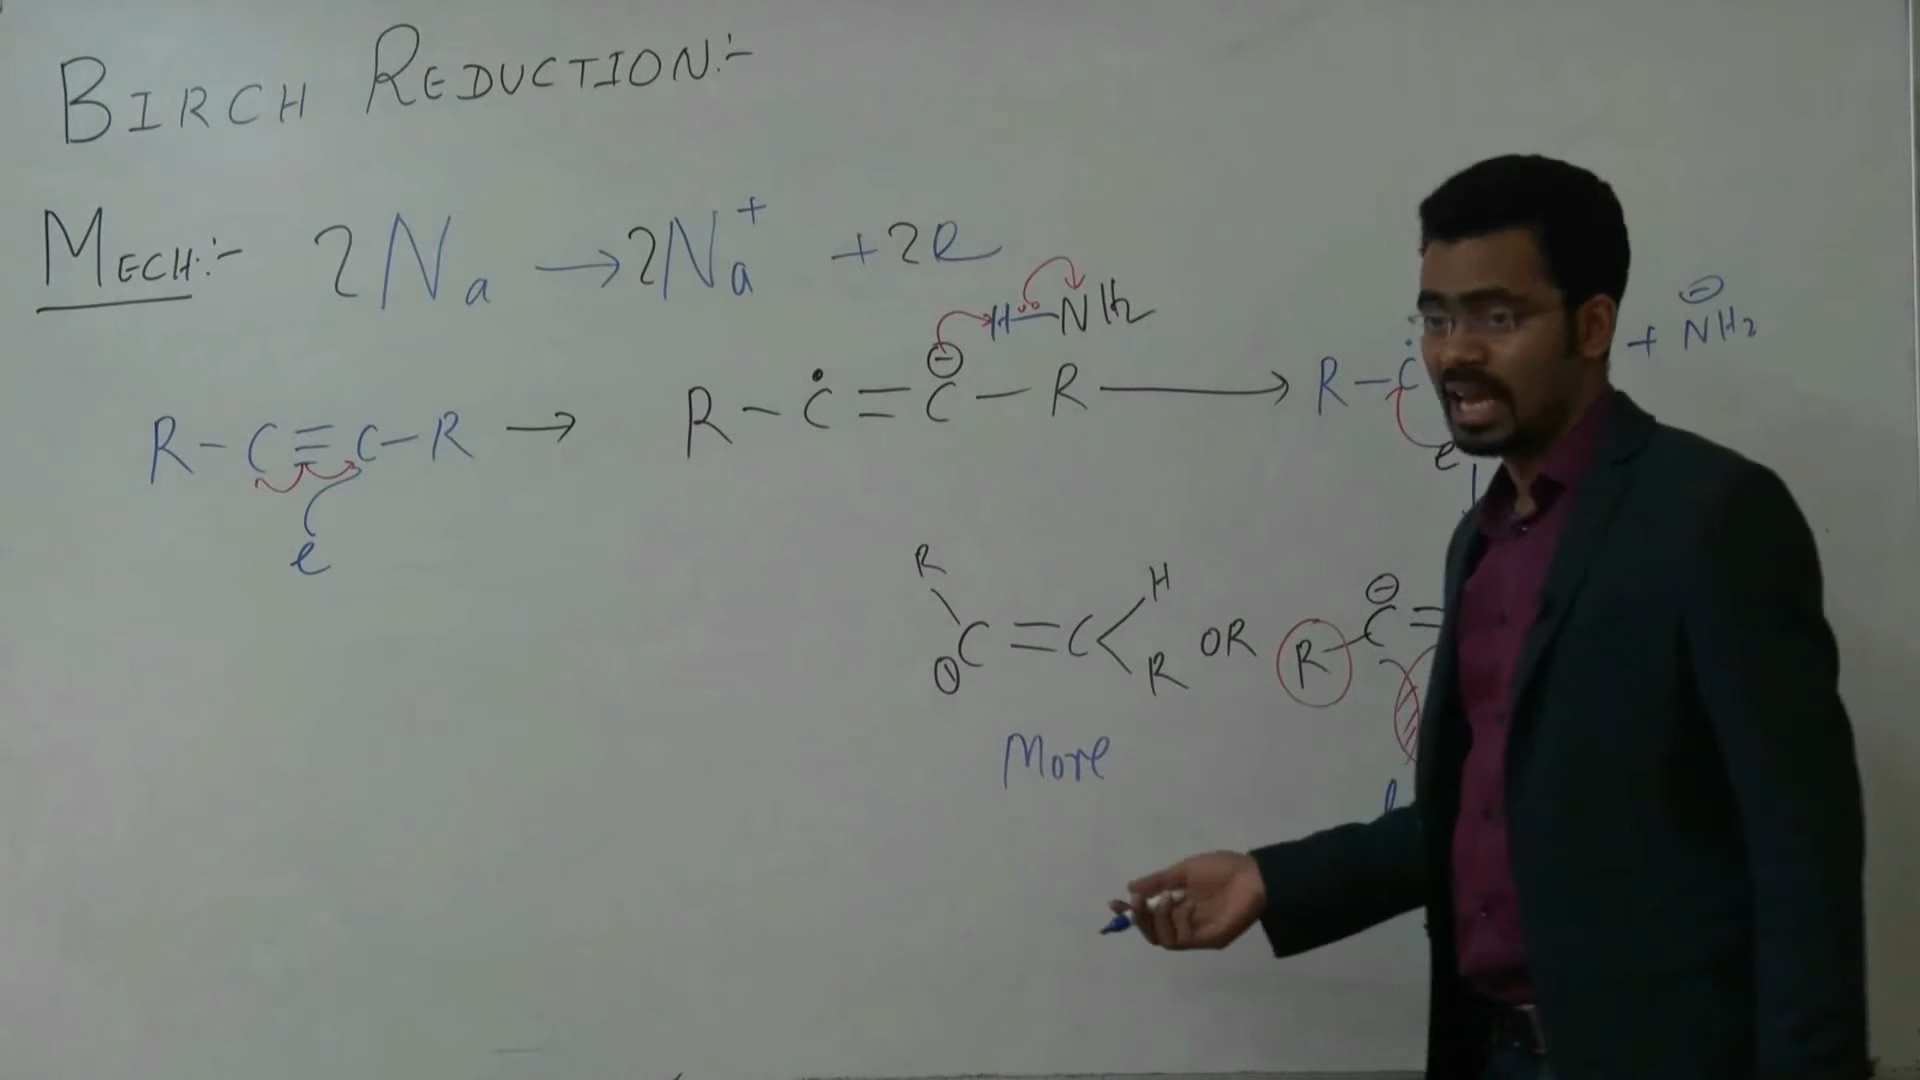 BIRCH REDUCTION:-
MECH:- 2Na → 2Na⁺ + 2e
H–NH₂
R–C≡C–R → R–Ċ=C⊖–R → R–C + NH₂⊖
e
e
R
C=C H
R OR R C⊖ =
More